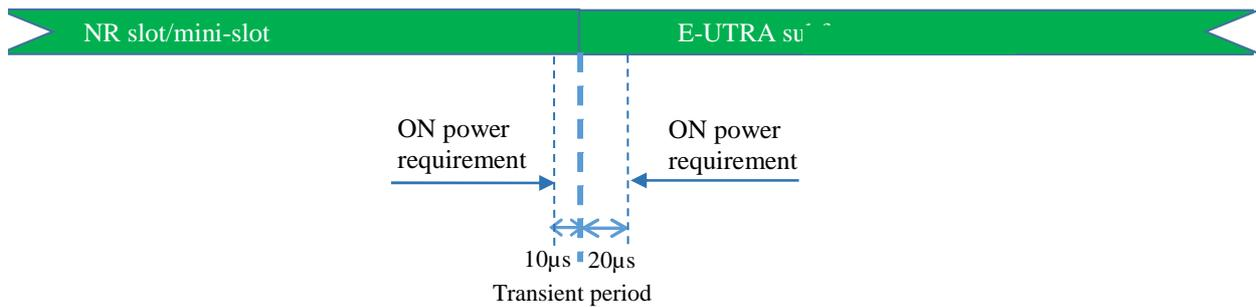 NR slot/mini-slot
E-UTRA
ON power
requirement
ON power
requirement
10µs
20µs
Transient period